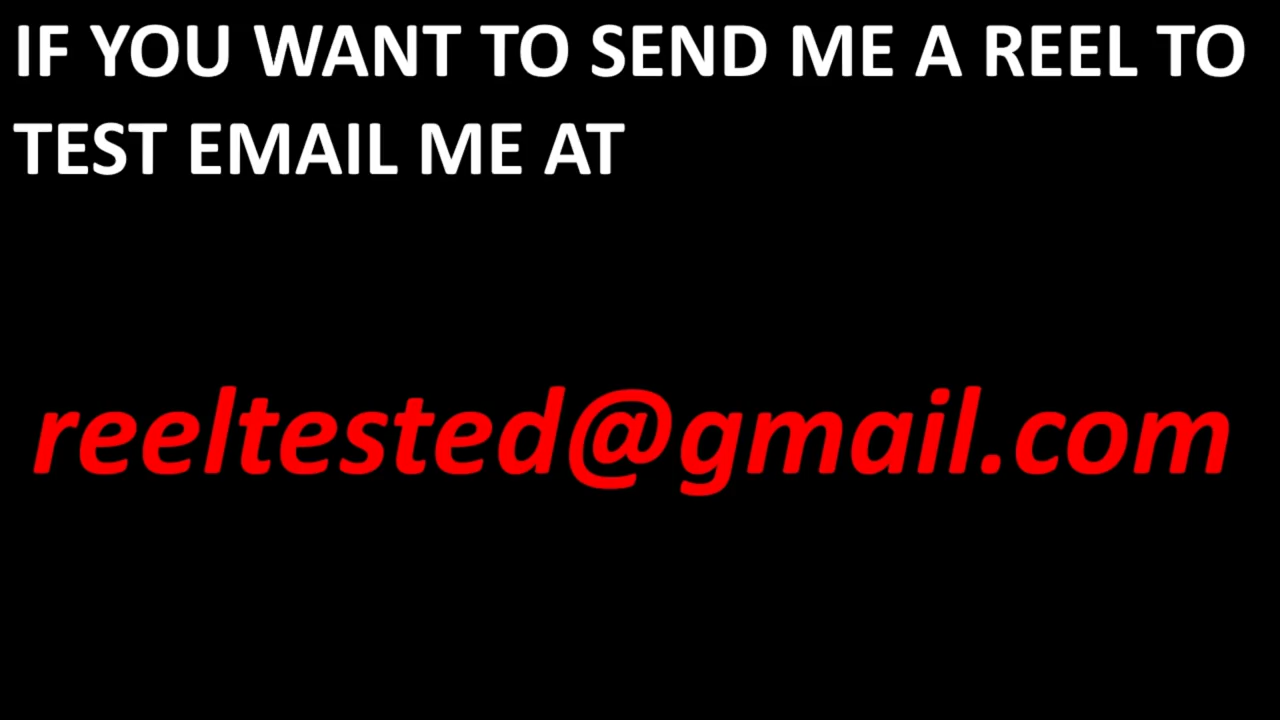 IF YOU WANT TO SEND ME A REEL TO
TEST EMAIL ME AT
reeltested@gmail.com